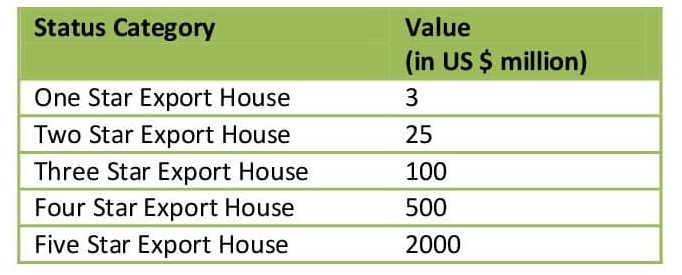 Status Category Value
(in US $ million)
One Star Export House 3
Two Star Export House 25
Three Star Export House 100
Four Star Export House 500
Five Star Export House 2000